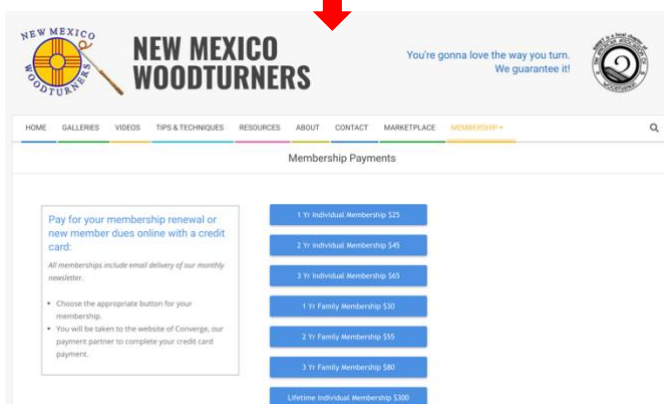 NEW MEXICO
WOODTURNERS
NEW MEXICO
WOODTURNERS
You're gonna love the way you turn.
We guarantee it!
HOME GALLERIES VIDEOS TIPS & TECHNIQUES RESOURCES ABOUT CONTACT MARKETPLACE MEMBERSHIP
Membership Payments
Pay for your membership renewal or
new member dues online with a credit
card:
All memberships include email delivery of our monthly
newsletter.
• Choose the appropriate button for your
membership.
• You will be taken to the website of Converge, our
payment partner to complete your credit card
payment.
1 Yr Individual Membership $25
2 Yr Individual Membership $45
3 Yr Individual Membership $65
1 Yr Family Membership $30
2 Yr Family Membership $55
3 Yr Family Membership $80
Lifetime Individual Membership $300